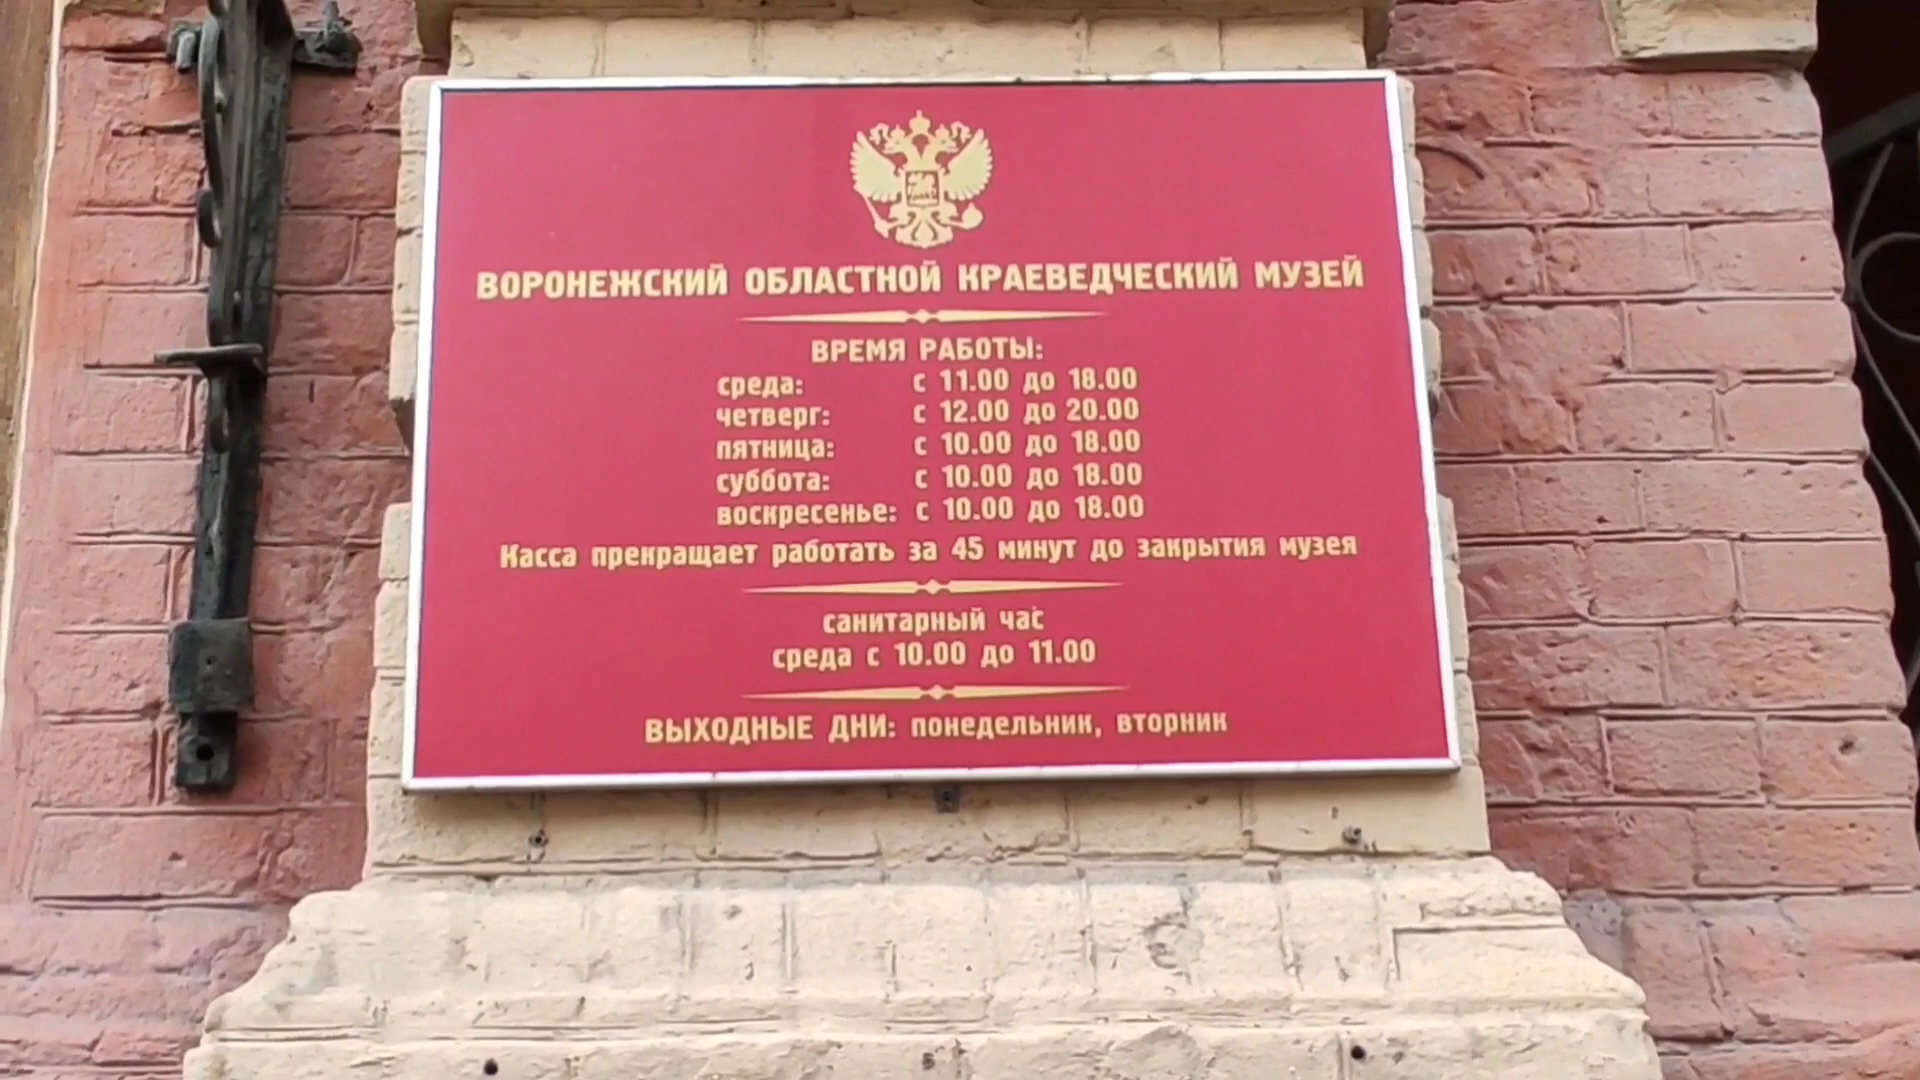 ВОРОНЕЖСКИЙ ОБЛАСТНОЙ КРАЕВЕДЧЕСКИЙ МУЗЕЙ
ВРЕМЯ РАБОТЫ:
среда: с 11.00 до 18.00
четверг: с 12.00 до 20.00
пятница: с 10.00 до 18.00
суббота: с 10.00 до 18.00
воскресенье: с 10.00 до 18.00
Касса прекращает работать за 45 минут до закрытия музея
санитарный час
среда с 10.00 до 11.00
ВЫХОДНЫЕ ДНИ: понедельник, вторник